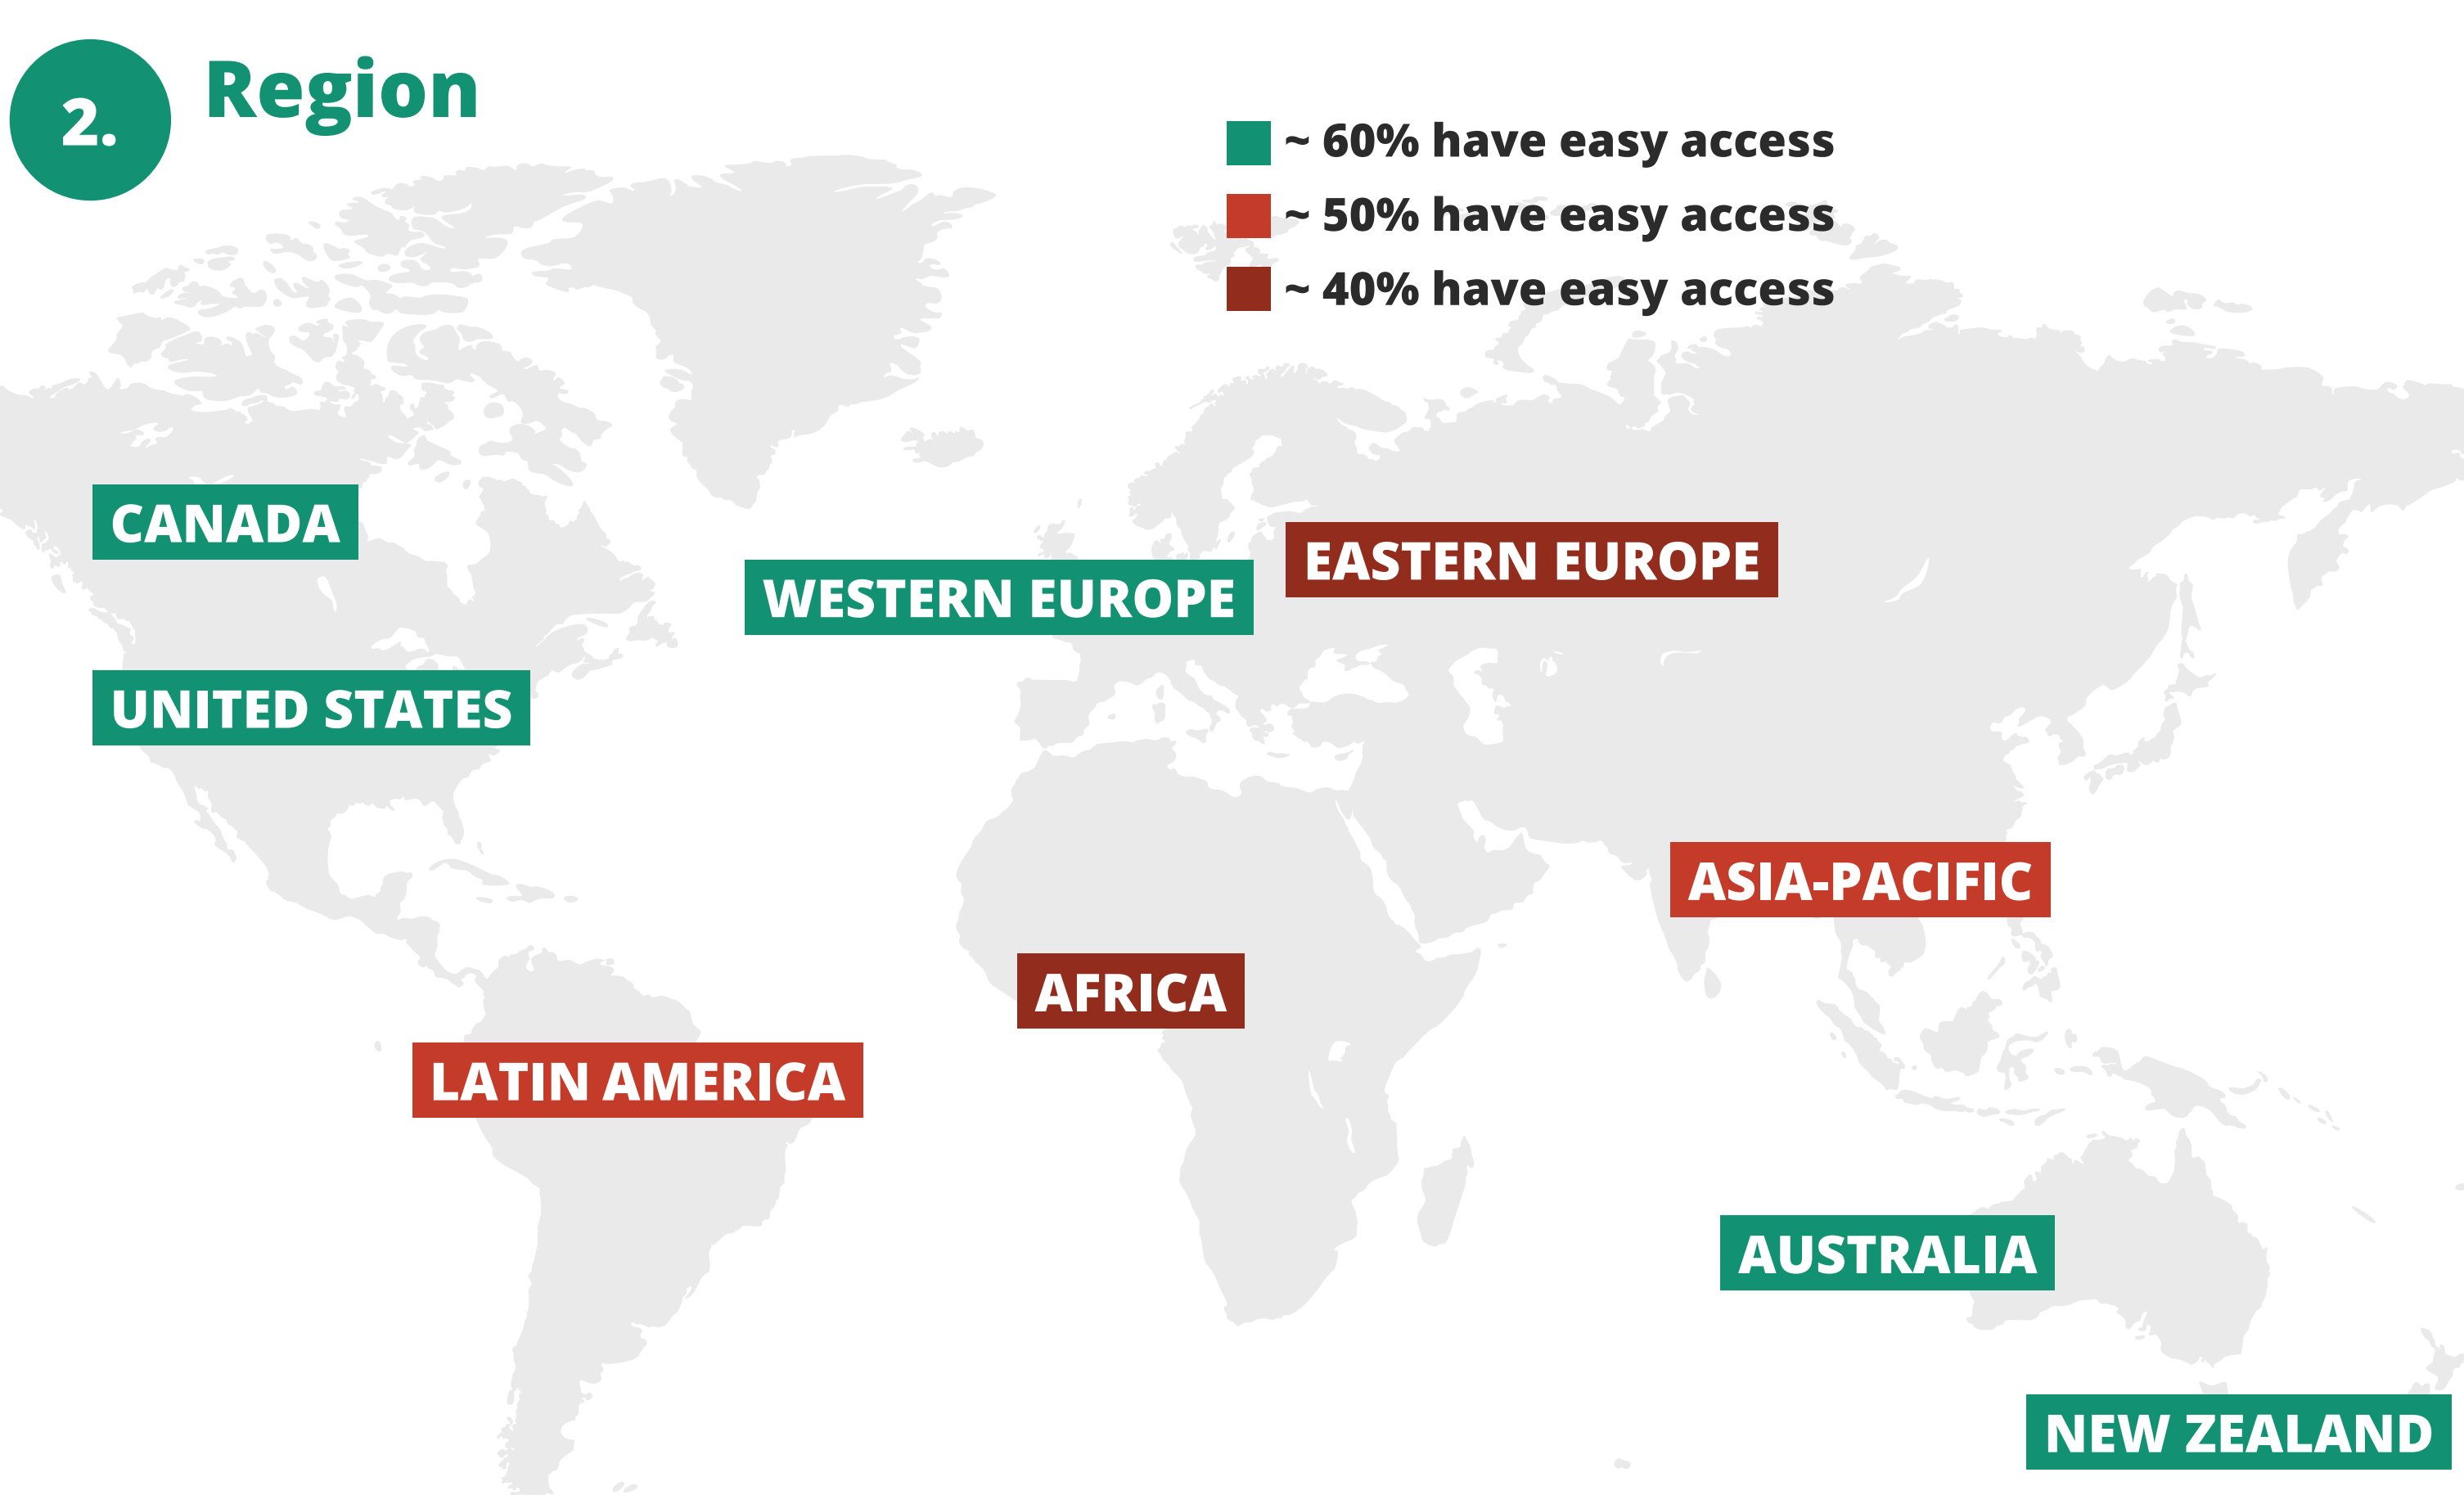 2.
Region
~ 60% have easy access
~ 50% have easy access
~ 40% have easy access
CANADA
EASTERN EUROPE
WESTERN EUROPE
UNITED STATES
ASIA-PACIFIC
AFRICA
LATIN AMERICA
AUSTRALIA
NEW ZEALAND